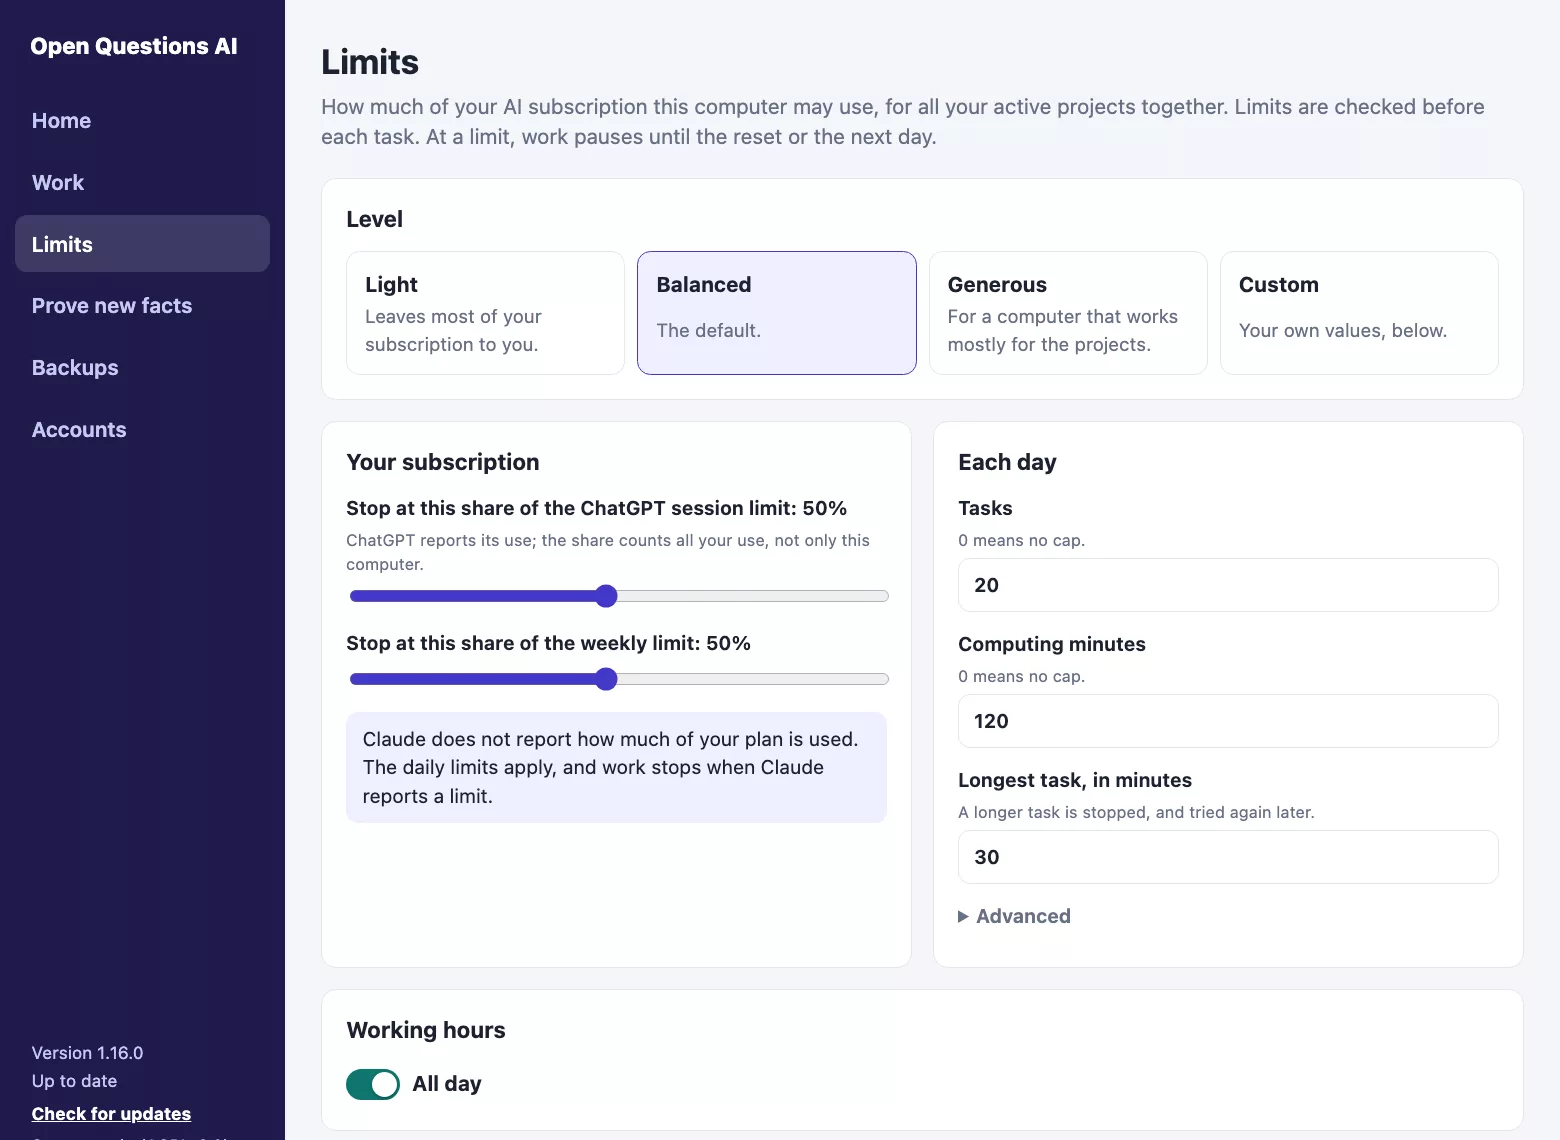 Open Questions AI
Home
Work
Limits
Prove new facts
Backups
Accounts
Version 1.16.0
Up to date
Check for updates
Limits
How much of your AI subscription this computer may use, for all your active projects together. Limits are checked before
each task. At a limit, work pauses until the reset or the next day.
Level
Light
Leaves most of your
subscription to you.
Balanced
The default.
Generous
For a computer that works
mostly for the projects.
Custom
Your own values, below.
Your subscription
Stop at this share of the ChatGPT session limit: 50%
ChatGPT reports its use; the share counts all your use, not only this
computer.
Stop at this share of the weekly limit: 50%
Claude does not report how much of your plan is used.
The daily limits apply, and work stops when Claude
reports a limit.
Each day
Tasks
0 means no cap.
20
Computing minutes
0 means no cap.
120
Longest task, in minutes
A longer task is stopped, and tried again later.
30
Advanced
Working hours
All day